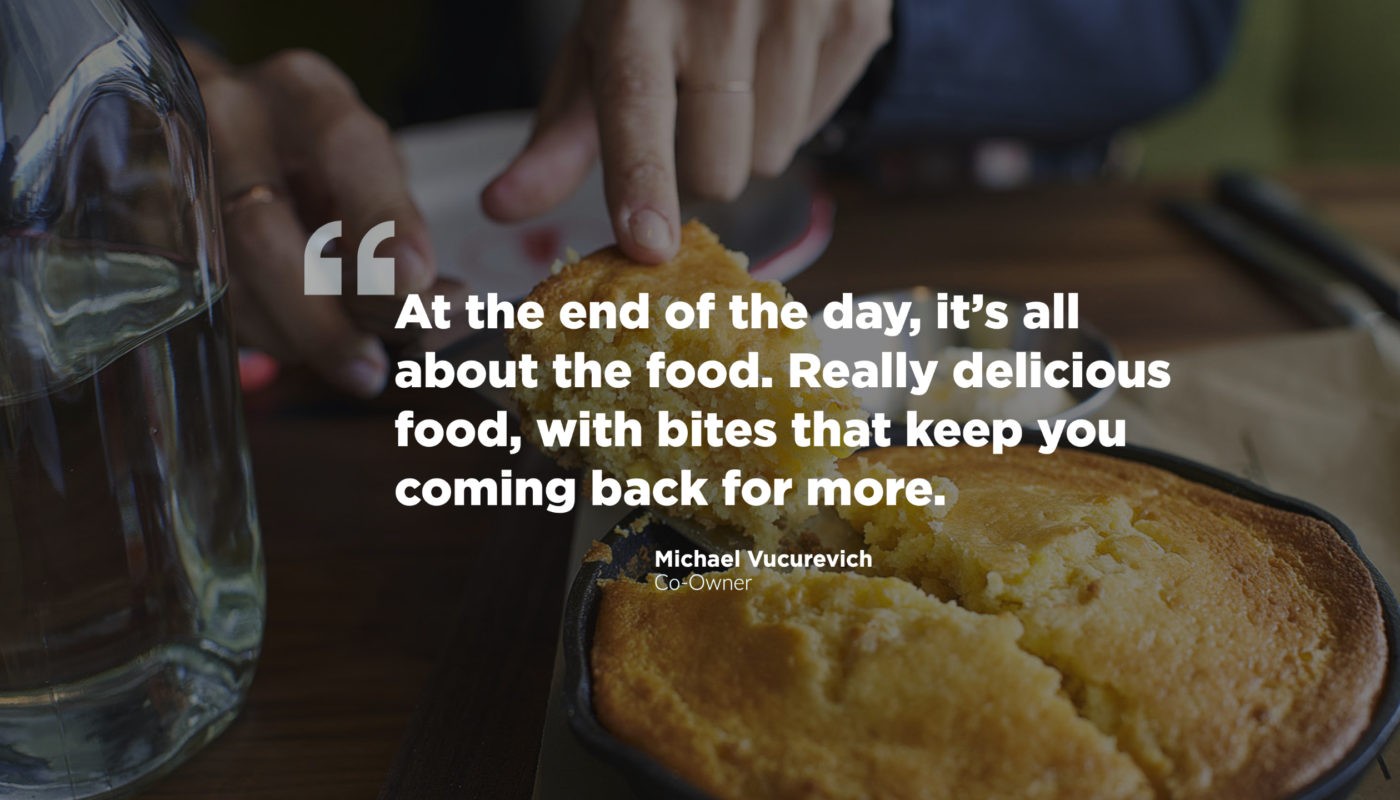 “
At the end of the day, it’s all
about the food. Really delicious
food, with bites that keep you
coming back for more.
Michael Vucurevich
Co-Owner